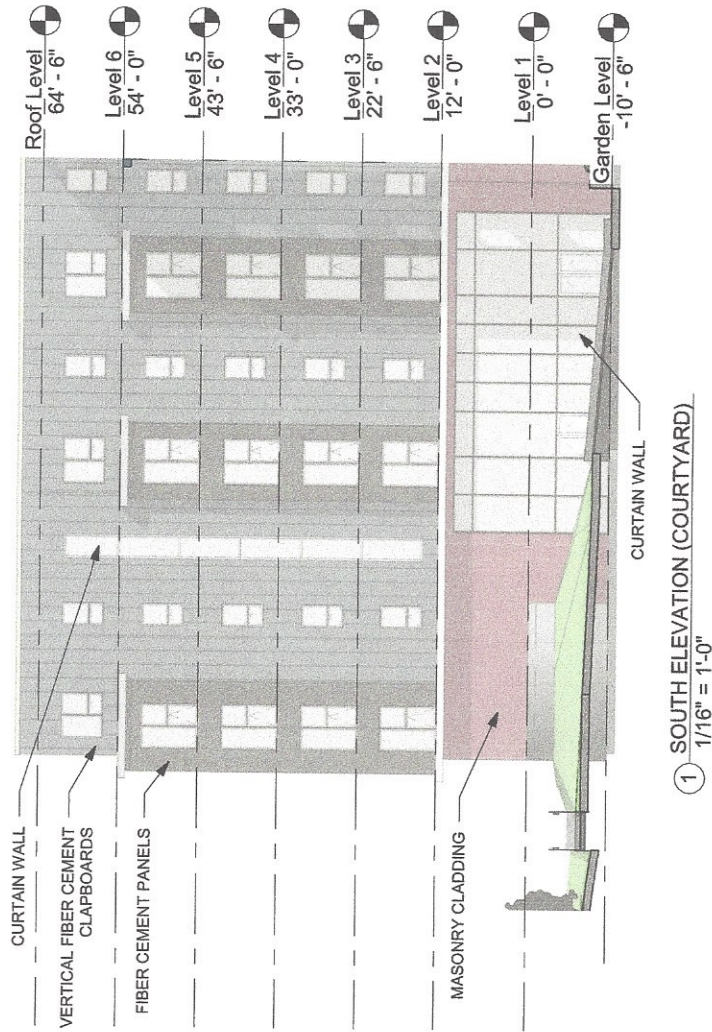 Roof Level
64' - 6"
Level 6
54' - 0"
Level 5
43' - 6"
Level 4
33' - 0"
Level 3
22' - 6"
Level 2
12' - 0"
Level 1
0' - 0"
Garden Level
-10' - 6"
CURTAIN WALL
VERTICAL FIBER CEMENT
CLAPBOARDS
FIBER CEMENT PANELS
MASONRY CLADDING
CURTAIN WALL
1 SOUTH ELEVATION (COURTYARD)
1/16" = 1'-0"